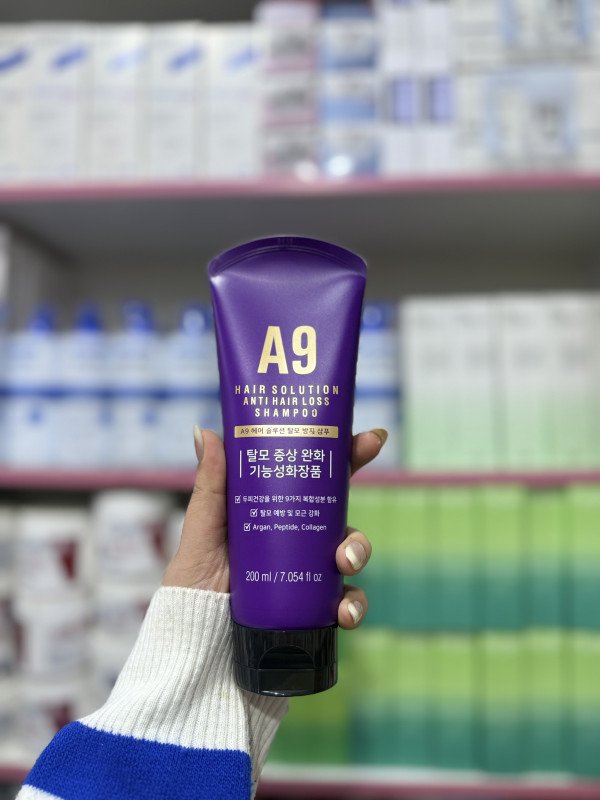 A9
HAIR SOLUTION
ANTI HAIR LOSS
SHAMPOO
A9 헤어 솔루션 탈모 방지 샴푸
탈모 증상 완화
기능성화장품
두피건강을 위한 9가지 복합성분 함유
탈모 예방 및 모근 강화
Argan, Peptide, Collagen
200 ml / 7.054 fl oz